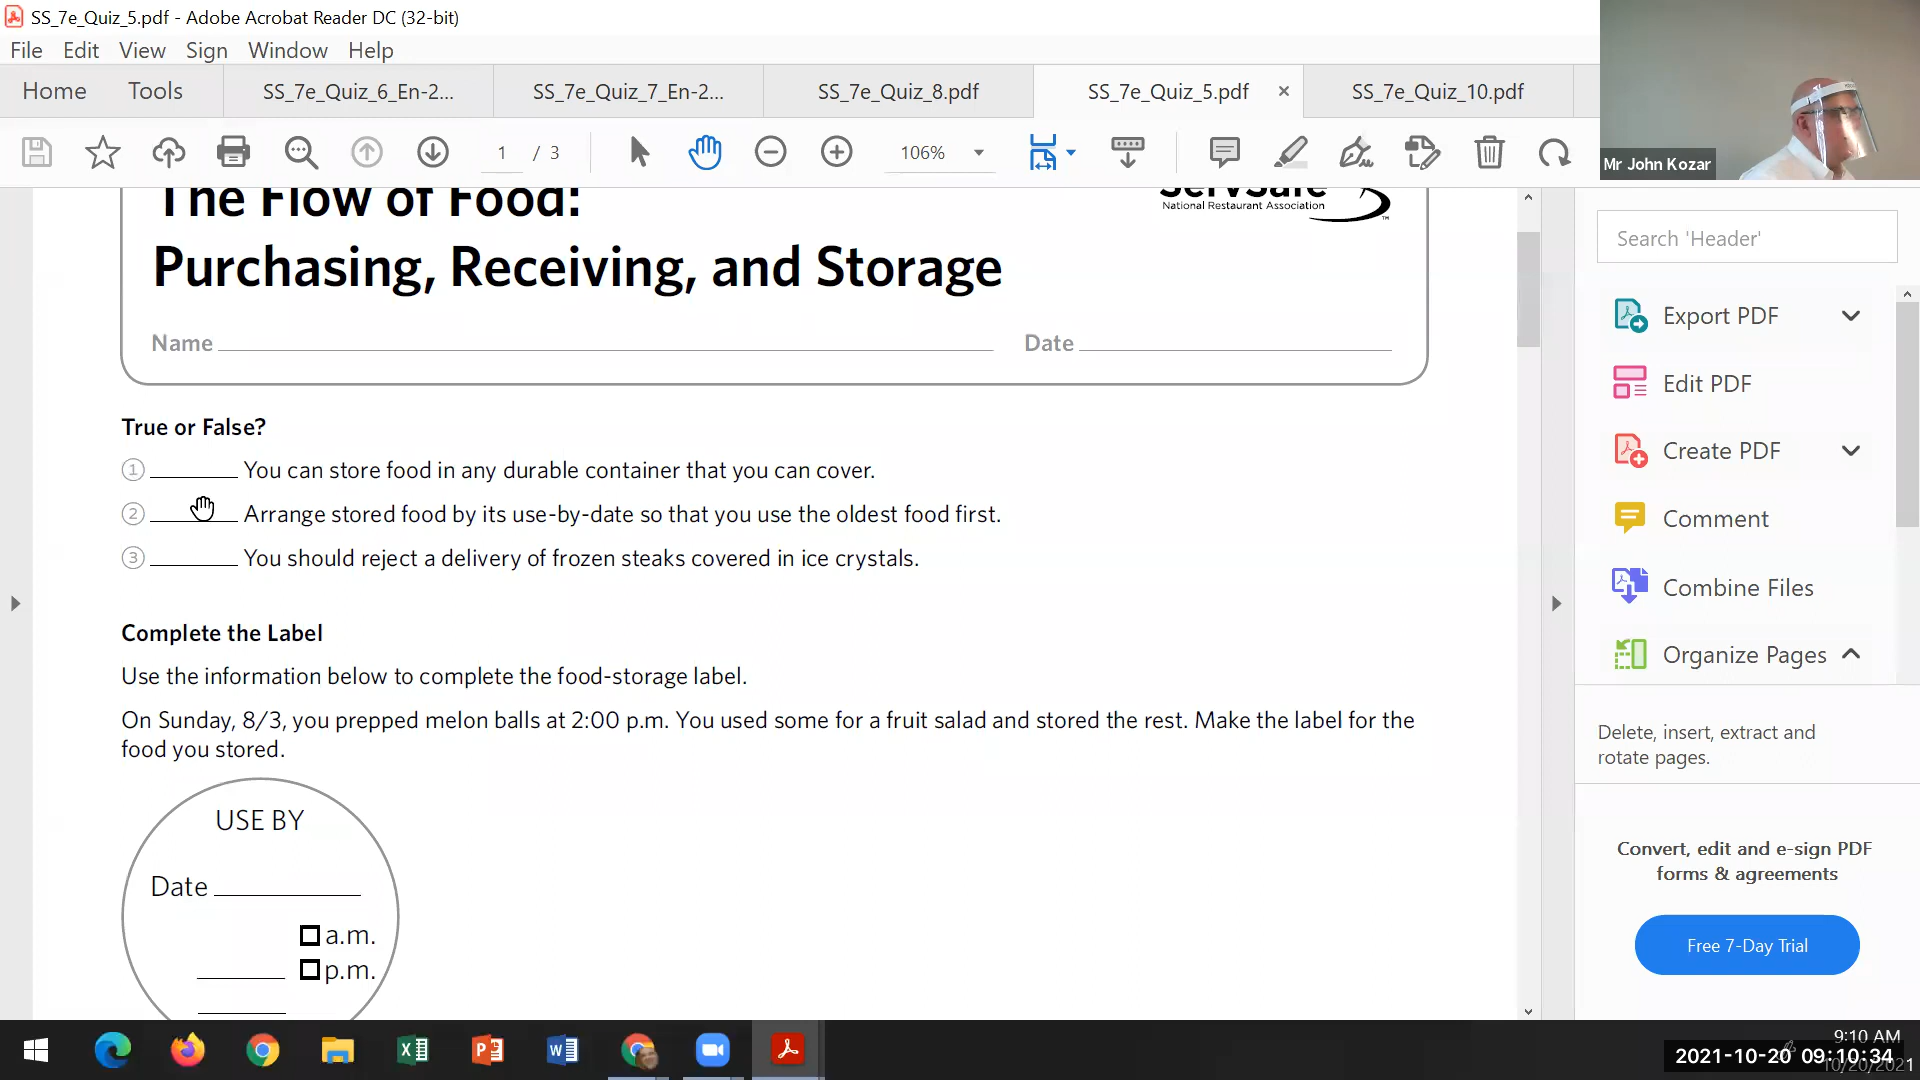 SS_7e_Quiz_5.pdf - Adobe Acrobat Reader DC (32-bit)
File Edit View Sign Window Help
Home Tools SS_7e_Quiz_6_En-2... SS_7e_Quiz_7_En-2... SS_7e_Quiz_8.pdf SS_7e_Quiz_5.pdf × SS_7e_Quiz_10.pdf
1 / 3 106%
Mr John Kozar
The Flow of Food:
Purchasing, Receiving, and Storage
ServSafe
National Restaurant Association
Name Date
True or False?
1 You can store food in any durable container that you can cover.
2 Arrange stored food by its use-by-date so that you use the oldest food first.
3 You should reject a delivery of frozen steaks covered in ice crystals.
Complete the Label
Use the information below to complete the food-storage label.
On Sunday, 8/3, you prepped melon balls at 2:00 p.m. You used some for a fruit salad and stored the rest. Make the label for the
food you stored.
USE BY
Date
a.m.
p.m.
Search 'Header'
Export PDF
Edit PDF
Create PDF
Comment
Combine Files
Organize Pages
Delete, insert, extract and
rotate pages.
Convert, edit and e-sign PDF
forms & agreements
Free 7-Day Trial
9:10 AM
2021-10-20 09:10:34
10/20/2021